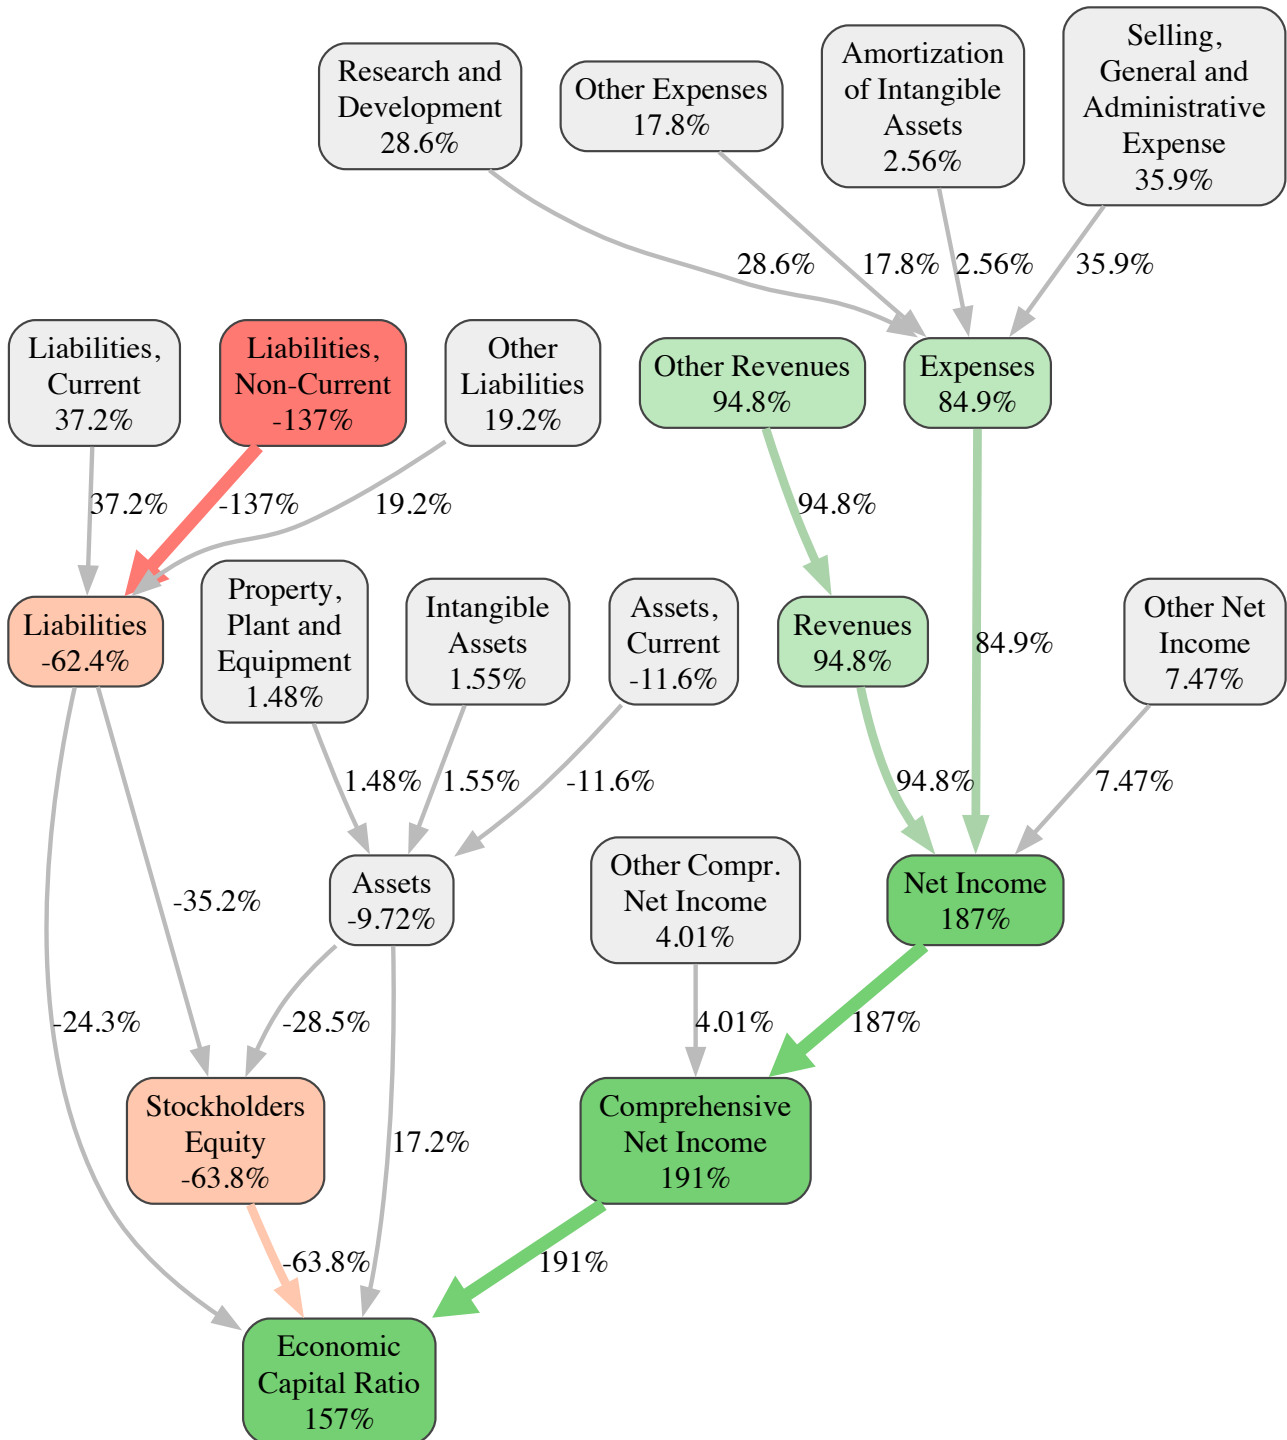 Research and
Development
28.6%
Other Expenses
17.8%
Amortization
of Intangible
Assets
2.56%
Selling,
General and
Administrative
Expense
35.9%
28.6%
17.8%
2.56%
35.9%
Liabilities,
Current
37.2%
Liabilities,
Non-Current
-137%
Other
Liabilities
19.2%
Other Revenues
94.8%
Expenses
84.9%
37.2%
-137%
19.2%
94.8%
Liabilities
-62.4%
Property,
Plant and
Equipment
1.48%
Intangible
Assets
1.55%
Assets,
Current
-11.6%
Revenues
94.8%
84.9%
Other Net
Income
7.47%
1.48%
1.55%
-11.6%
94.8%
7.47%
-35.2%
Assets
-9.72%
Other Compr.
Net Income
4.01%
Net Income
187%
-24.3%
-28.5%
4.01%
187%
Stockholders
Equity
-63.8%
17.2%
Comprehensive
Net Income
191%
-63.8%
191%
Economic
Capital Ratio
157%